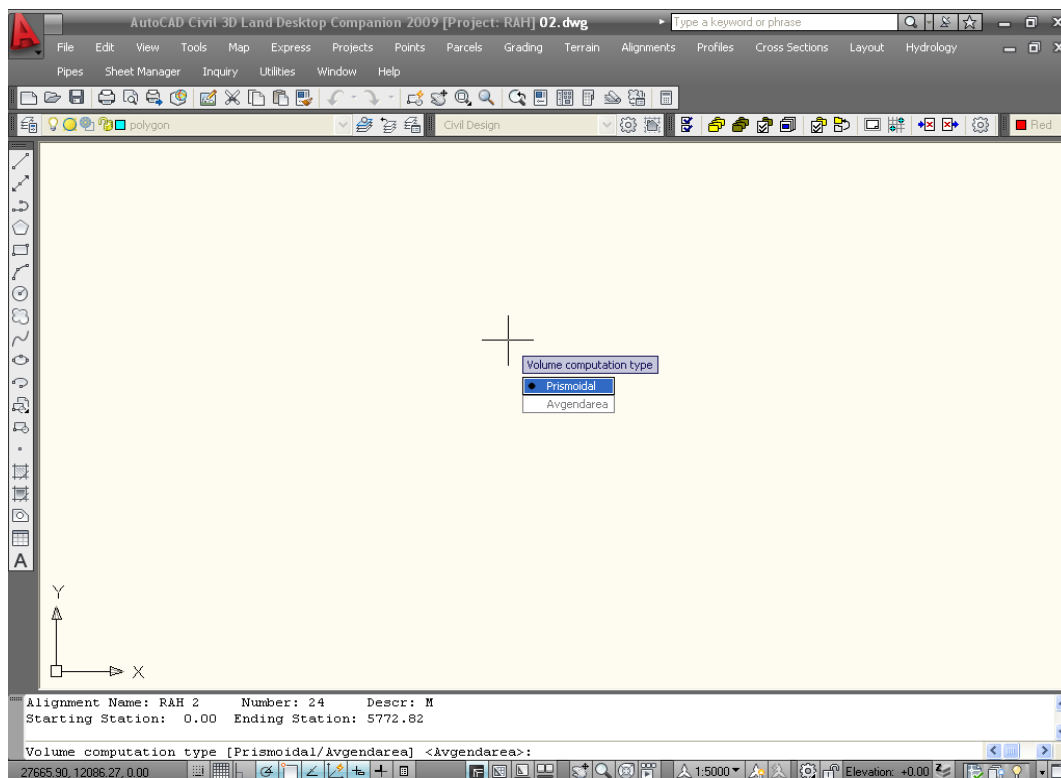 AutoCAD Civil 3D Land Desktop Companion 2009 [Project: RAH] 02.dwg
Type a keyword or phrase
File Edit View Tools Map Express Projects Points Parcels Grading Terrain Alignments Profiles Cross Sections Layout Hydrology
Pipes Sheet Manager Inquiry Utilities Window Help
polygon Civil Design Red
Volume computation type
Prismoidal
Avgendarea
A
Y
X
Alignment Name: RAH 2 Number: 24 Descr: M
Starting Station: 0.00 Ending Station: 5772.82
Volume computation type [Prismoidal/Avgendarea] <Avgendarea>:
27665.90, 12086.27, 0.00 1:5000 Elevation: +0.00